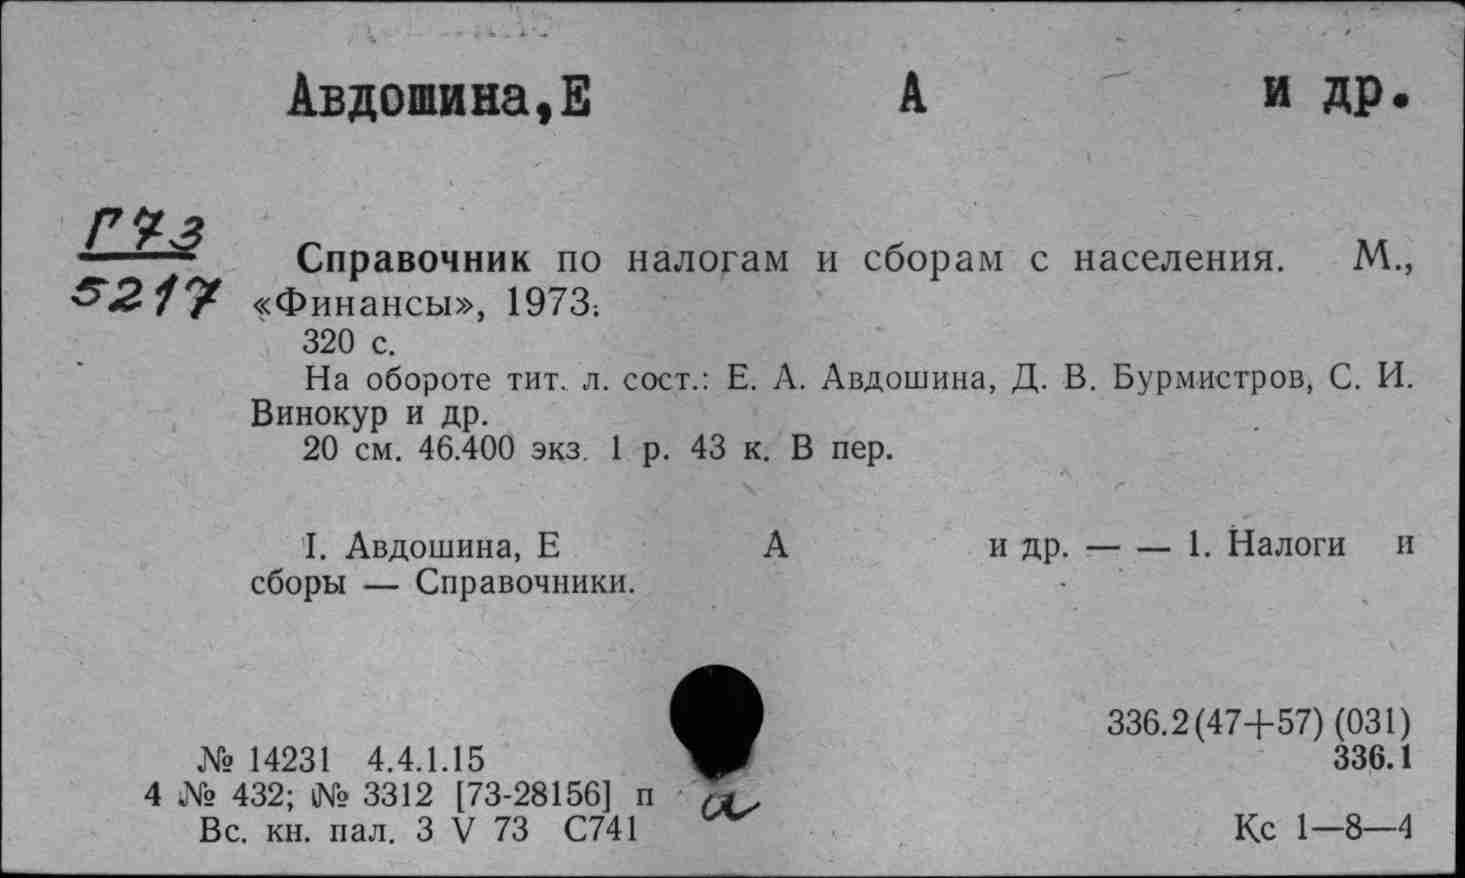 Авдошина,Е А и др.
Г73
5217
Справочник по налогам и сборам с населения. М.,
«Финансы», 1973.
320 с.
На обороте тит. л. сост.: Е. А. Авдошина, Д. В. Бурмистров, С. И.
Винокур и др.
20 см. 46.400 экз. 1 р. 43 к. В пер.
I. Авдошина, Е А и др. — — 1. Налоги и
сборы — Справочники.
336.2(47+57) (031)
№ 14231 4.4.1.15 336.1
4 № 432; № 3312 [73-28156] п
Вс. кн. пал. 3 V 73 С741 Кс 1—8—4